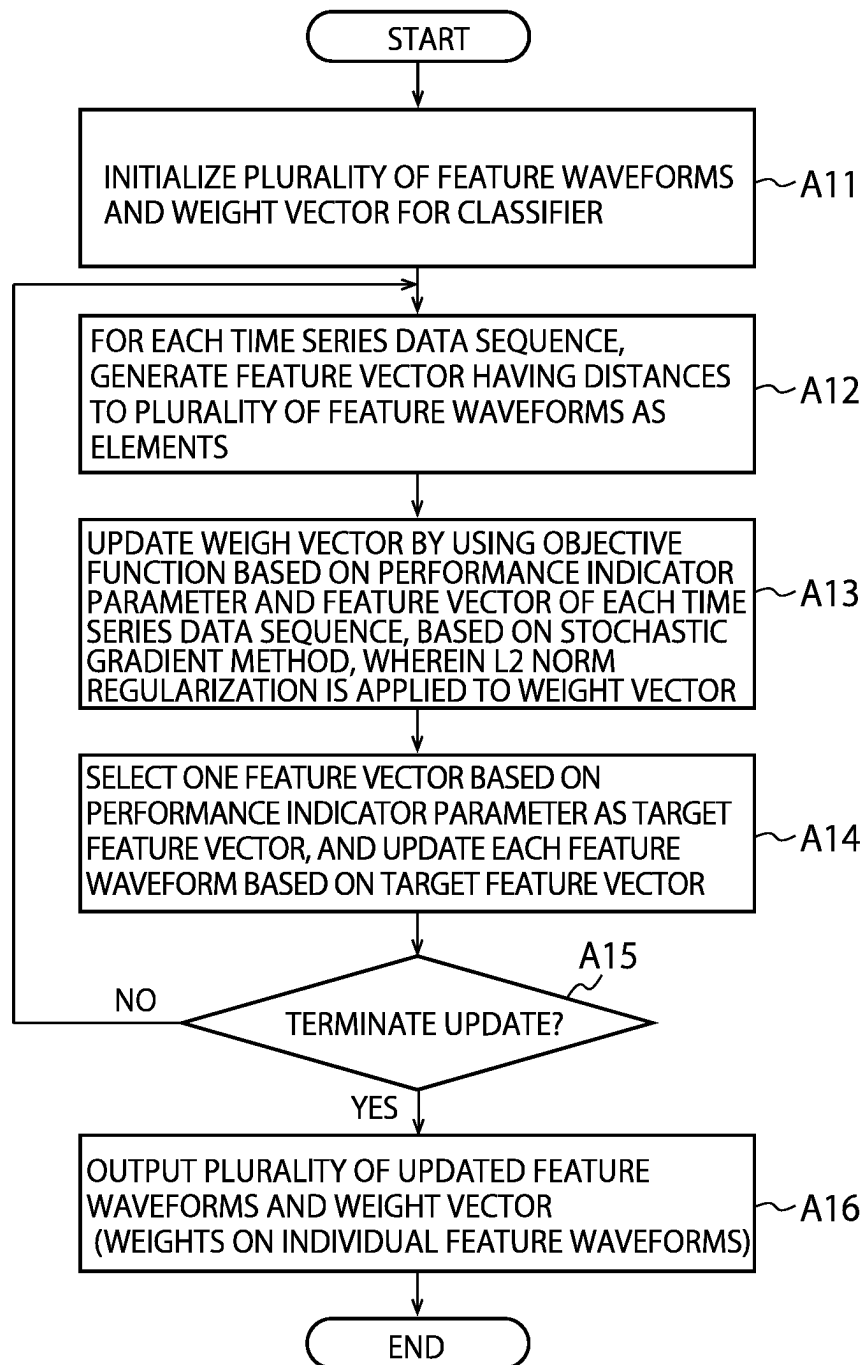 START
INITIALIZE PLURALITY OF FEATURE WAVEFORMS
AND WEIGHT VECTOR FOR CLASSIFIER
A11
FOR EACH TIME SERIES DATA SEQUENCE,
GENERATE FEATURE VECTOR HAVING DISTANCES
TO PLURALITY OF FEATURE WAVEFORMS AS
ELEMENTS
A12
UPDATE WEIGH VECTOR BY USING OBJECTIVE
FUNCTION BASED ON PERFORMANCE INDICATOR
PARAMETER AND FEATURE VECTOR OF EACH TIME
SERIES DATA SEQUENCE, BASED ON STOCHASTIC
GRADIENT METHOD, WHEREIN L2 NORM
REGULARIZATION IS APPLIED TO WEIGHT VECTOR
A13
SELECT ONE FEATURE VECTOR BASED ON
PERFORMANCE INDICATOR PARAMETER AS TARGET
FEATURE VECTOR, AND UPDATE EACH FEATURE
WAVEFORM BASED ON TARGET FEATURE VECTOR
A14
A15
NO
TERMINATE UPDATE?
YES
OUTPUT PLURALITY OF UPDATED FEATURE
WAVEFORMS AND WEIGHT VECTOR
(WEIGHTS ON INDIVIDUAL FEATURE WAVEFORMS)
A16
END